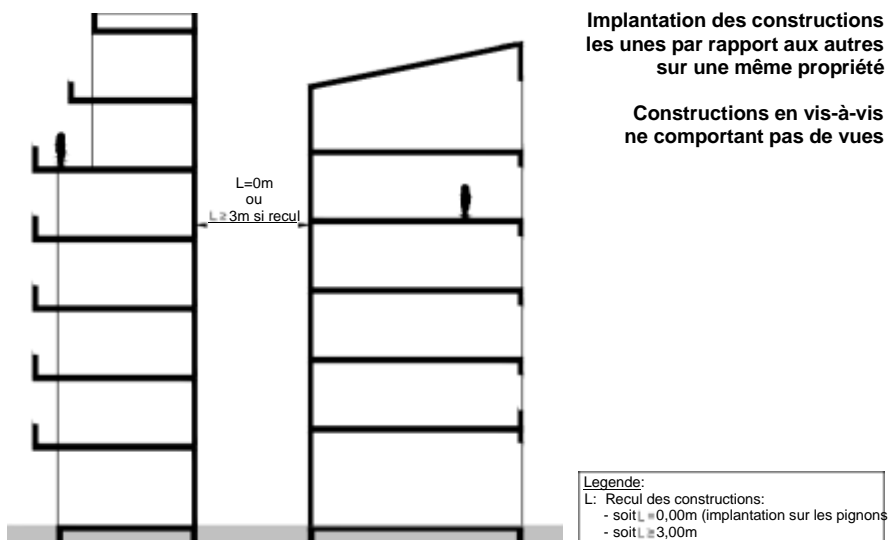 Implantation des constructions
les unes par rapport aux autres
sur une même propriété
Constructions en vis-à-vis
ne comportant pas de vues
L=0m
ou
L≥3m si recul
Legende:
L: Recul des constructions:
- soit L=0,00m (implantation sur les pignons
- soit L≥3,00m